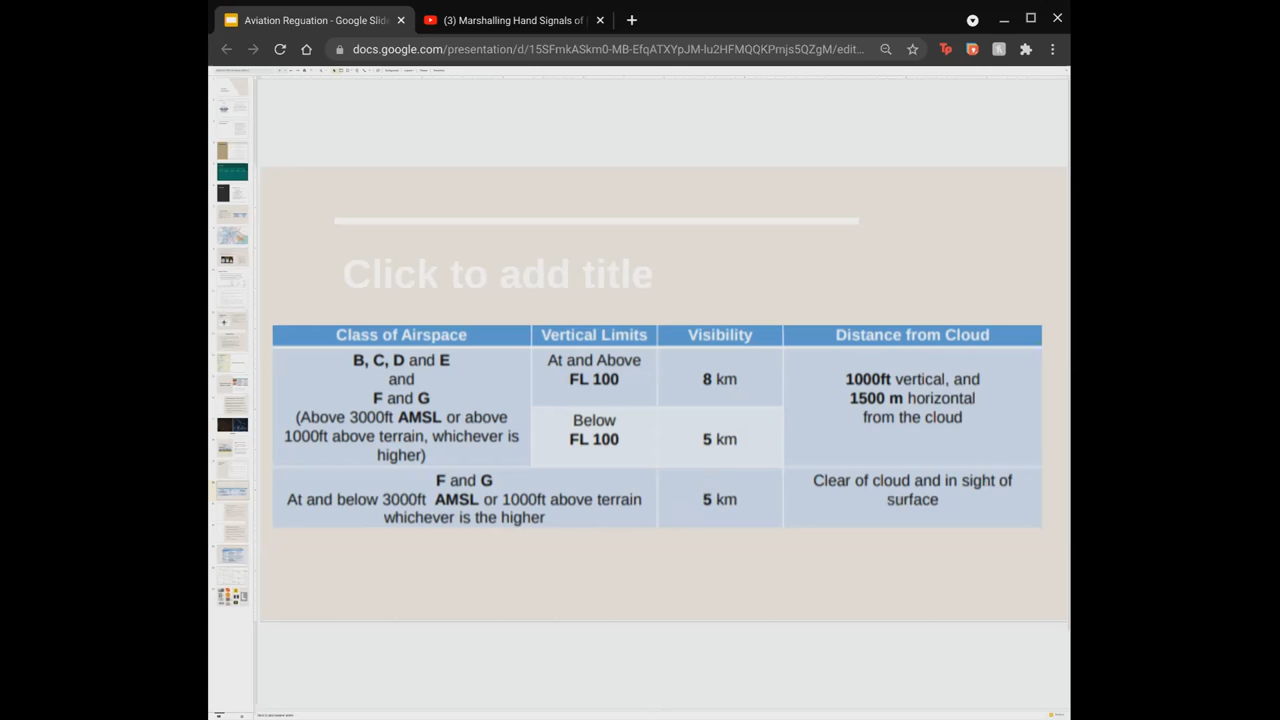 Aviation Reguation - Google Slide
(3) Marshalling Hand Signals of
docs.google.com/presentation/d/15SFmkASkm0-MB-EfqATXYpJM-lu2HFMQQKPmjs5QZgM/edit...
Click to add title
Class of Airspace Vertical Limits Visibility Distance from Cloud
B, C, D and E
and
F and G
(Above 3000ft AMSL or above
1000ft above terrain, whichever is
higher)
At and Above
FL 100
8 km
Below
FL 100
5 km
1000ft vertical, and
1500 m horizontal
from the cloud
F and G
At and below 3000ft AMSL or 1000ft above terrain
whichever is the higher
5 km
Clear of cloud and in sight of
surface